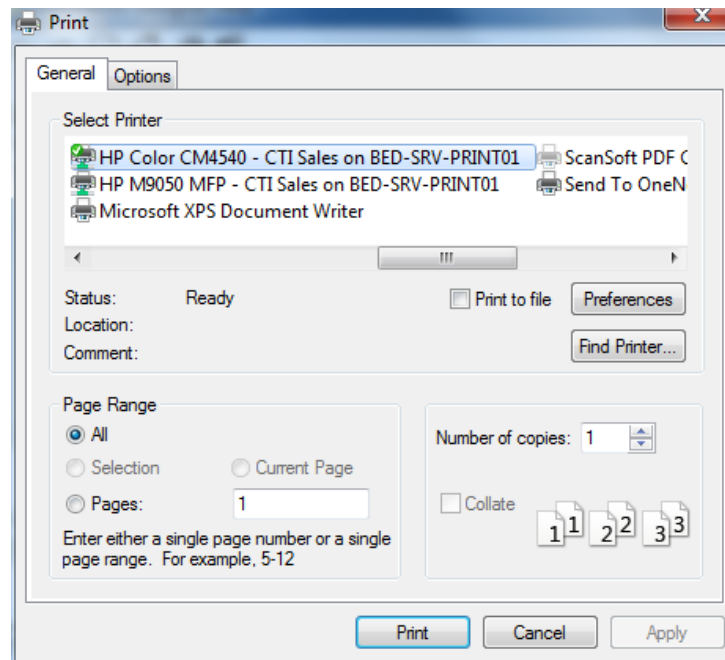 Print
General Options
Select Printer
HP Color CM4540 - CTI Sales on BED-SRV-PRINT01 ScanSoft PDF
HP M9050 MFP - CTI Sales on BED-SRV-PRINT01 Send To
Microsoft XPS Document Writer
Status: Ready Print to file Preferences
Location:
Comment: Find Printer...
Page Range
All
Selection Current Page
Pages: 1
Enter either a single page number or a single
page range. For example, 5-12
Number of copies: 1
Collate
1 1 2 2 3 3
Print Cancel Apply